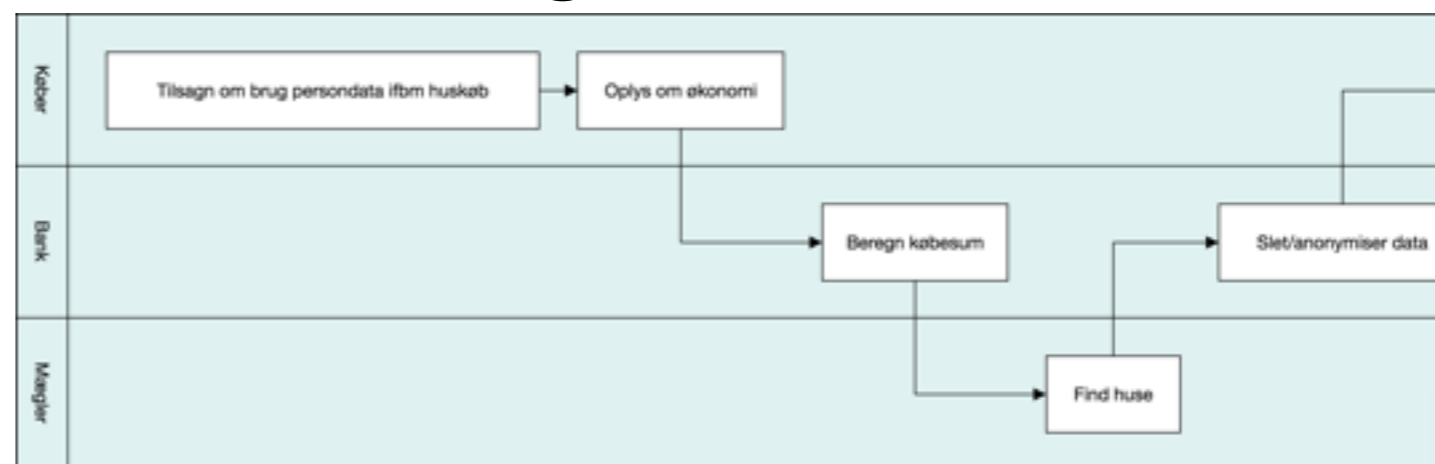 Køber
Tilsagn om brug persondata ifbm huskøb
Oplys om økonomi
Bank
Beregn købesum
Slet/anonymiser data
Mægler
Find huse